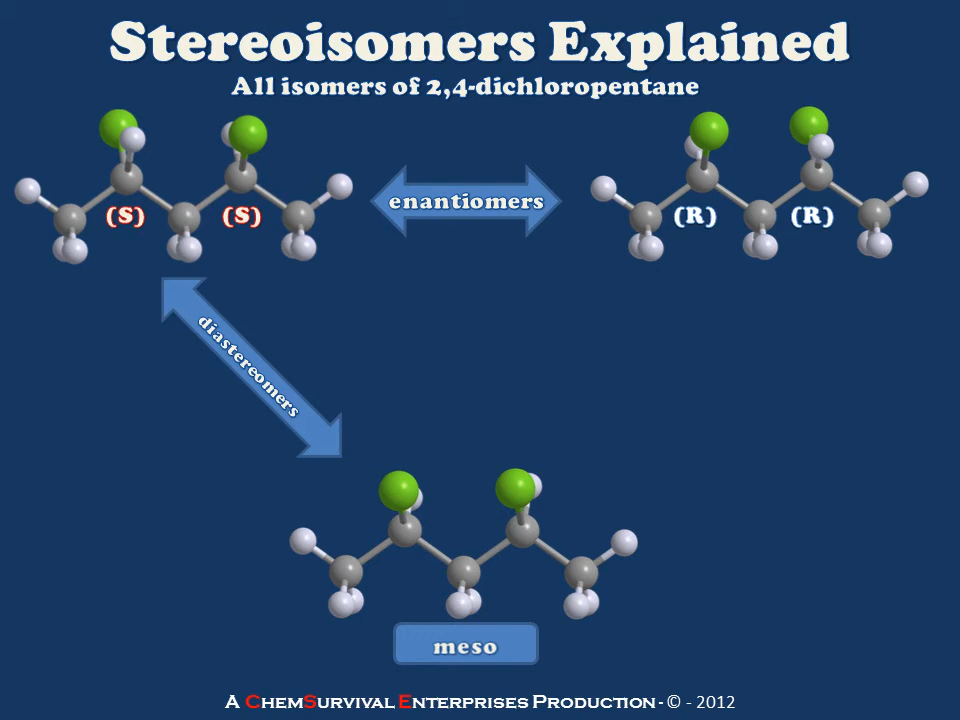 Stereoisomers Explained
All isomers of 2,4-dichloropentane
(S) (S) enantiomers (R) (R)
diastereomers
meso
A ChemSurvival Enterprises Production - © - 2012